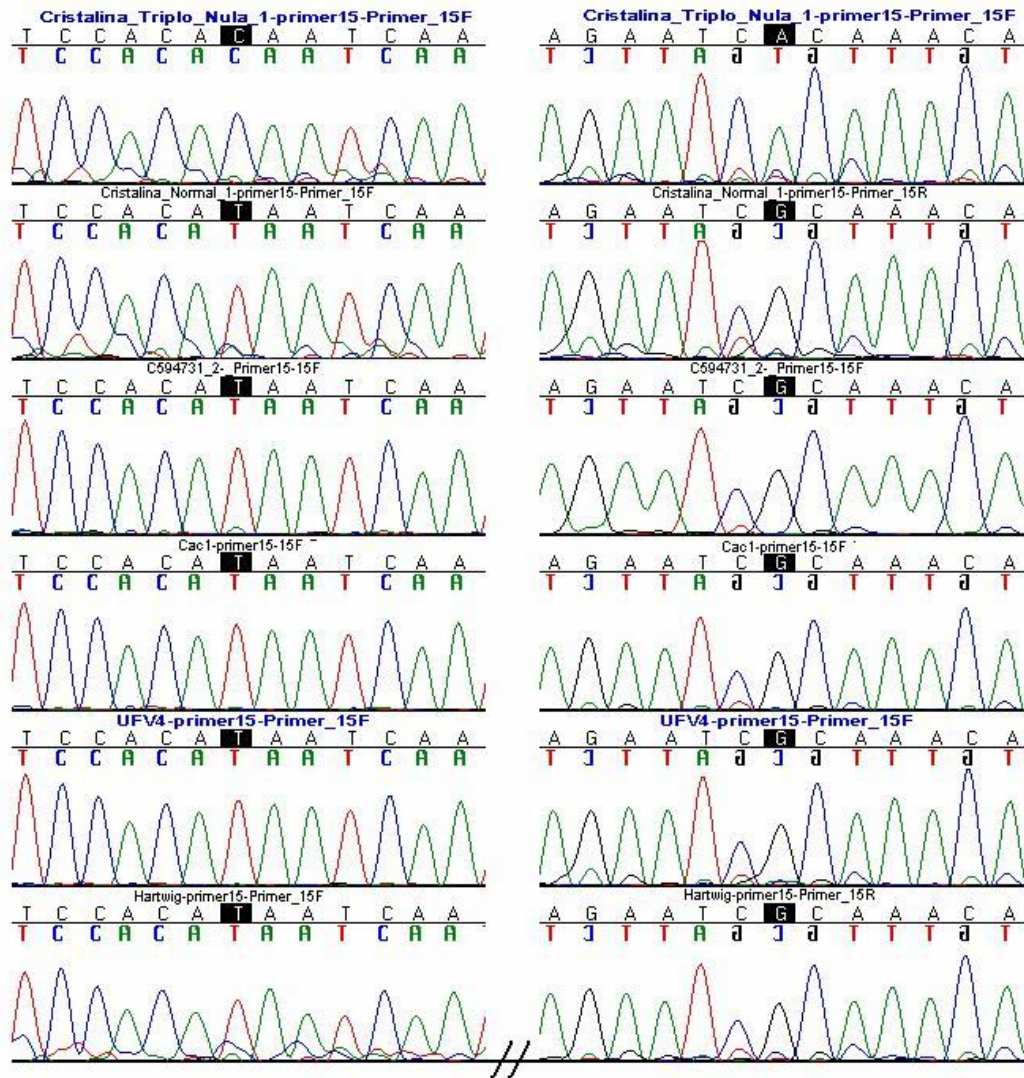 Cristalina_Triplo_Nula_1-primer15-Primer_15F
T C C A C A C A A T C A A
T C C A C A C A A T C A A
Cristalina_Normal_1-primer15-Primer_15F
T C C A C A T A A T C A A
T C C A C A T A A T C A A
C594731_2-_Primer15-15F
T C C A C A T A A T C A A
T C C A C A T A A T C A A
Cac1-primer15-15F
T C C A C A T A A T C A A
T C C A C A T A A T C A A
UFV4-primer15-Primer_15F
T C C A C A T A A T C A A
T C C A C A T A A T C A A
Hartwig-primer15-Primer_15F
T C C A C A T A A T C A A
T C C A C A T A A T C A A
Cristalina_Triplo_Nula_1-primer15-Primer_15F
A G A A T C A C A A A C A
T C T T A G T G T T T G T
Cristalina_Normal_1-primer15-Primer_15R
A G A A T C G C A A A C A
T C T T A G C G T T T G T
C594731_2-_Primer15-15F
A G A A T C G C A A A C A
T C T T A G C G T T T G T
Cac1-primer15-15F
A G A A T C G C A A A C A
T C T T A G C G T T T G T
UFV4-primer15-Primer_15F
A G A A T C G C A A A C A
T C T T A G C G T T T G T
Hartwig-primer15-Primer_15R
A G A A T C G C A A A C A
T C T T A G C G T T T G T